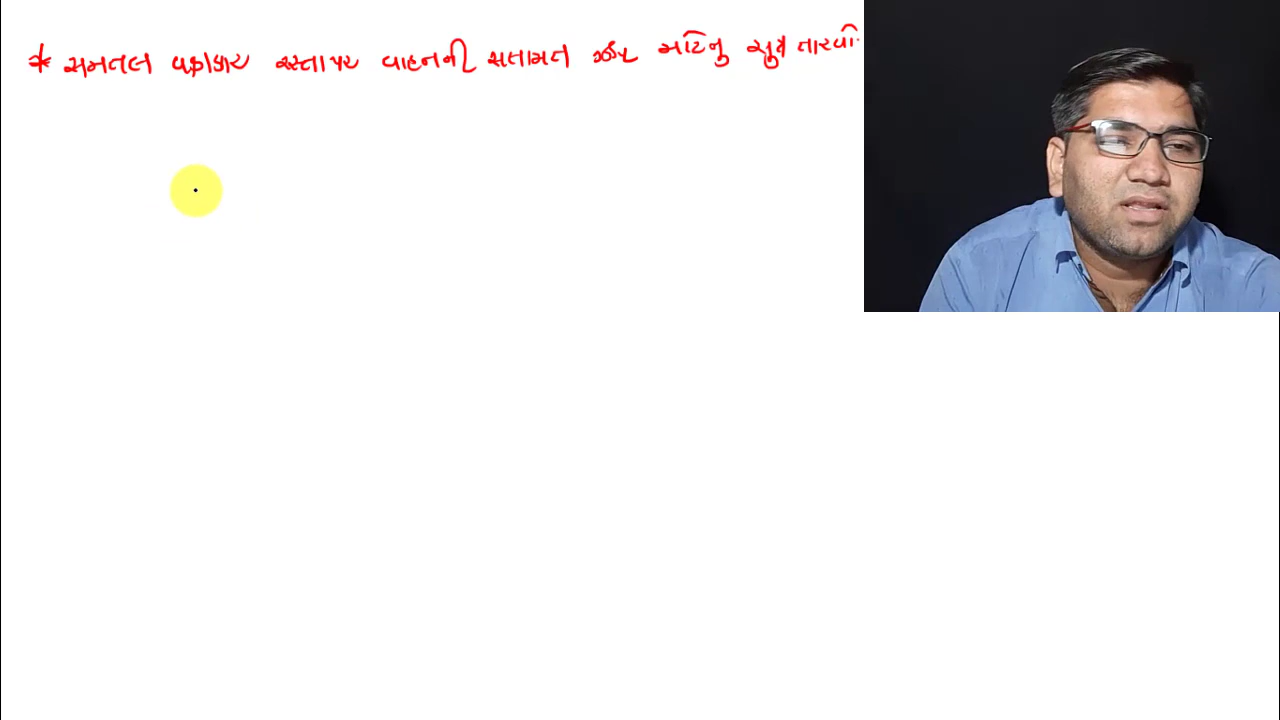 * સમતલ વક્રાકાર રસ્તા પર વાહનની સલામત ઝડપ માટેનુ સુત્ર તારવો.